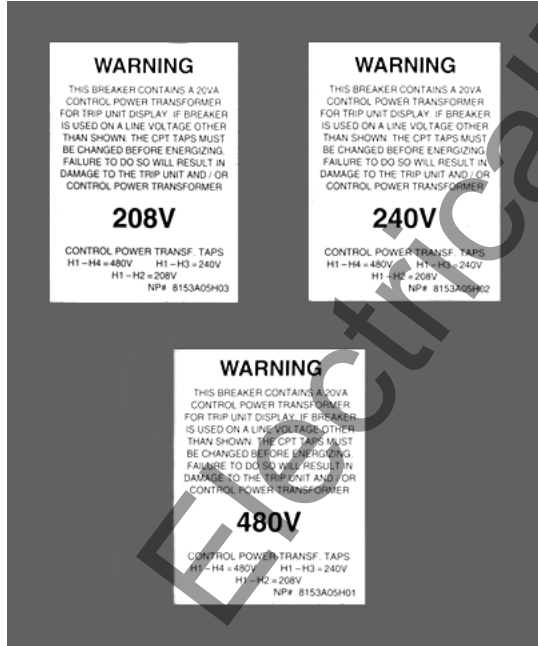 WARNING
THIS BREAKER CONTAINS A 20VA
CONTROL POWER TRANSFORMER
FOR TRIP UNIT DISPLAY. IF BREAKER
IS USED ON A LINE VOLTAGE OTHER
THAN SHOWN. THE CPT TAPS MUST
BE CHANGED BEFORE ENERGIZING.
FAILURE TO DO SO WILL RESULT IN
DAMAGE TO THE TRIP UNIT AND / OR
CONTROL POWER TRANSFORMER
208V
CONTROL POWER TRANSF. TAPS
H1 – H4 = 480V H1 – H3 = 240V
H1 – H2 = 208V
NP# 8153A05H03
WARNING
THIS BREAKER CONTAINS A 20VA
CONTROL POWER TRANSFORMER
FOR TRIP UNIT DISPLAY. IF BREAKER
IS USED ON A LINE VOLTAGE OTHER
THAN SHOWN. THE CPT TAPS MUST
BE CHANGED BEFORE ENERGIZING.
FAILURE TO DO SO WILL RESULT IN
DAMAGE TO THE TRIP UNIT AND / OR
CONTROL POWER TRANSFORMER
240V
CONTROL POWER TRANSF. TAPS
H1 – H4 = 480V H1 – H3 = 240V
H1 – H2 = 208V
NP# 8153A05H02
WARNING
THIS BREAKER CONTAINS A 20VA
CONTROL POWER TRANSFORMER
FOR TRIP UNIT DISPLAY. IF BREAKER
IS USED ON A LINE VOLTAGE OTHER
THAN SHOWN. THE CPT TAPS MUST
BE CHANGED BEFORE ENERGIZING.
FAILURE TO DO SO WILL RESULT IN
DAMAGE TO THE TRIP UNIT AND / OR
CONTROL POWER TRANSFORMER
480V
CONTROL POWER TRANSF. TAPS
H1 – H4 = 480V H1 – H3 = 240V
H1 – H2 = 208V
NP# 8153A05H01
Electrical